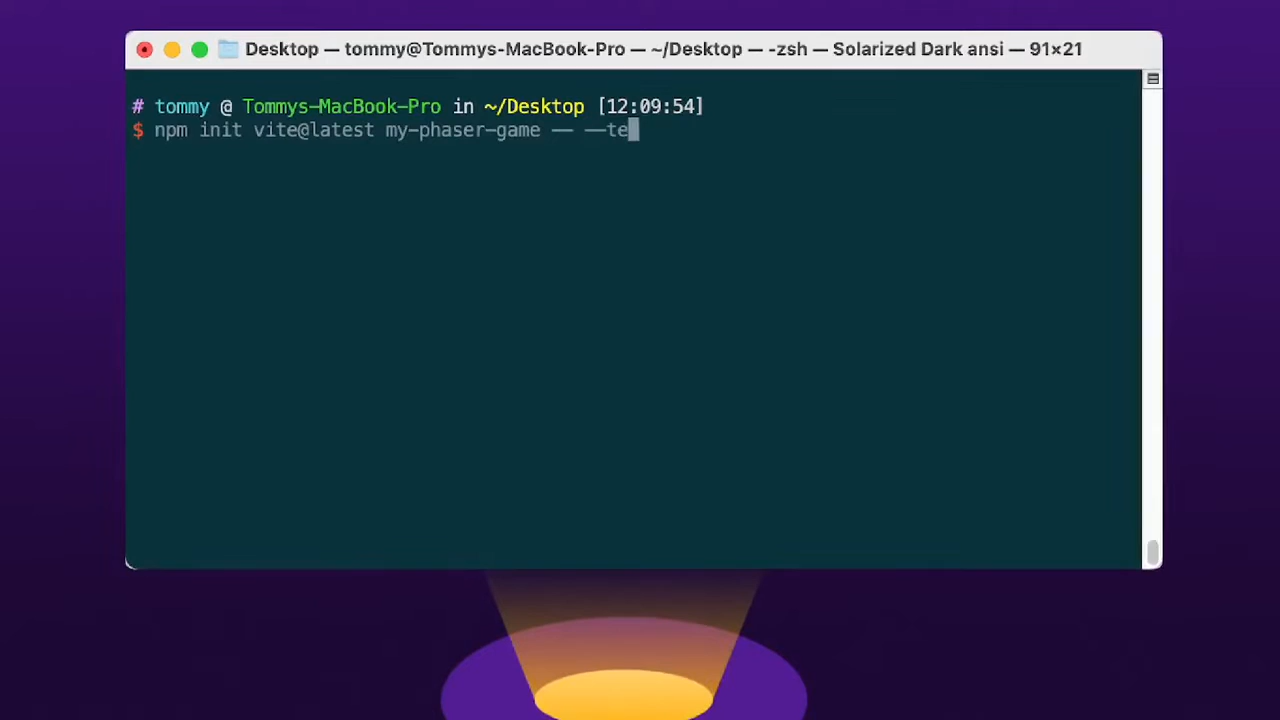 Desktop — tommy@Tommys-MacBook-Pro — ~/Desktop — -zsh — Solarized Dark ansi — 91×21
# tommy @ Tommys-MacBook-Pro in ~/Desktop [12:09:54]
$ npm init vite@latest my-phaser-game -- --te